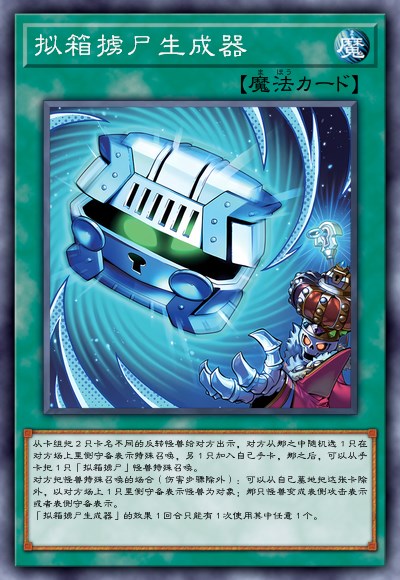 拟箱掳尸生成器
魔
【魔法カード】
从卡组把2只卡名不同的反转怪兽给对方出示，对方从那之中随机选1只在
对方场上里侧守备表示特殊召唤，另1只加入自己手卡，那之后，可以从手
卡把1只「拟箱掳尸」怪兽特殊召唤。
对方把怪兽特殊召唤的场合（伤害步骤除外）：可以从自己墓地把这张卡除
外，以对方场上1只里侧守备表示怪兽为对象；那只怪兽变成表侧攻击表示
或者表侧守备表示。
「拟箱掳尸生成器」的效果1回合只能有1次使用其中任意1个。